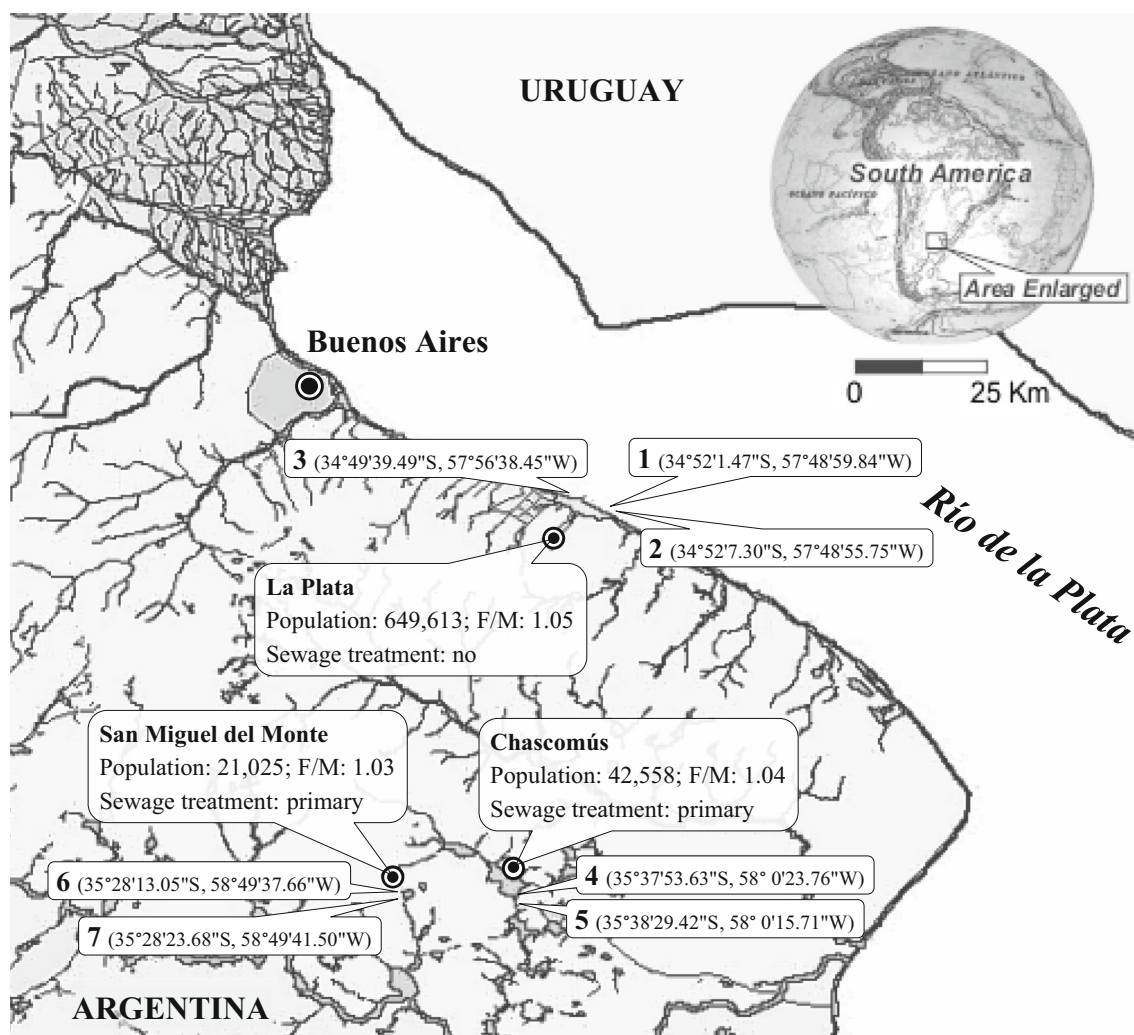 URUGUAY
OCÉANO ATLÁNTICO
South America
OCÉANO PACÍFICO
Area Enlarged
0 25 Km
Buenos Aires
3 (34°49'39.49"S, 57°56'38.45"W)
1 (34°52'1.47"S, 57°48'59.84"W)
2 (34°52'7.30"S, 57°48'55.75"W)
Río de la Plata
La Plata
Population: 649,613; F/M: 1.05
Sewage treatment: no
San Miguel del Monte
Population: 21,025; F/M: 1.03
Sewage treatment: primary
Chascomús
Population: 42,558; F/M: 1.04
Sewage treatment: primary
6 (35°28'13.05"S, 58°49'37.66"W)
4 (35°37'53.63"S, 58° 0'23.76"W)
7 (35°28'23.68"S, 58°49'41.50"W)
5 (35°38'29.42"S, 58° 0'15.71"W)
ARGENTINA